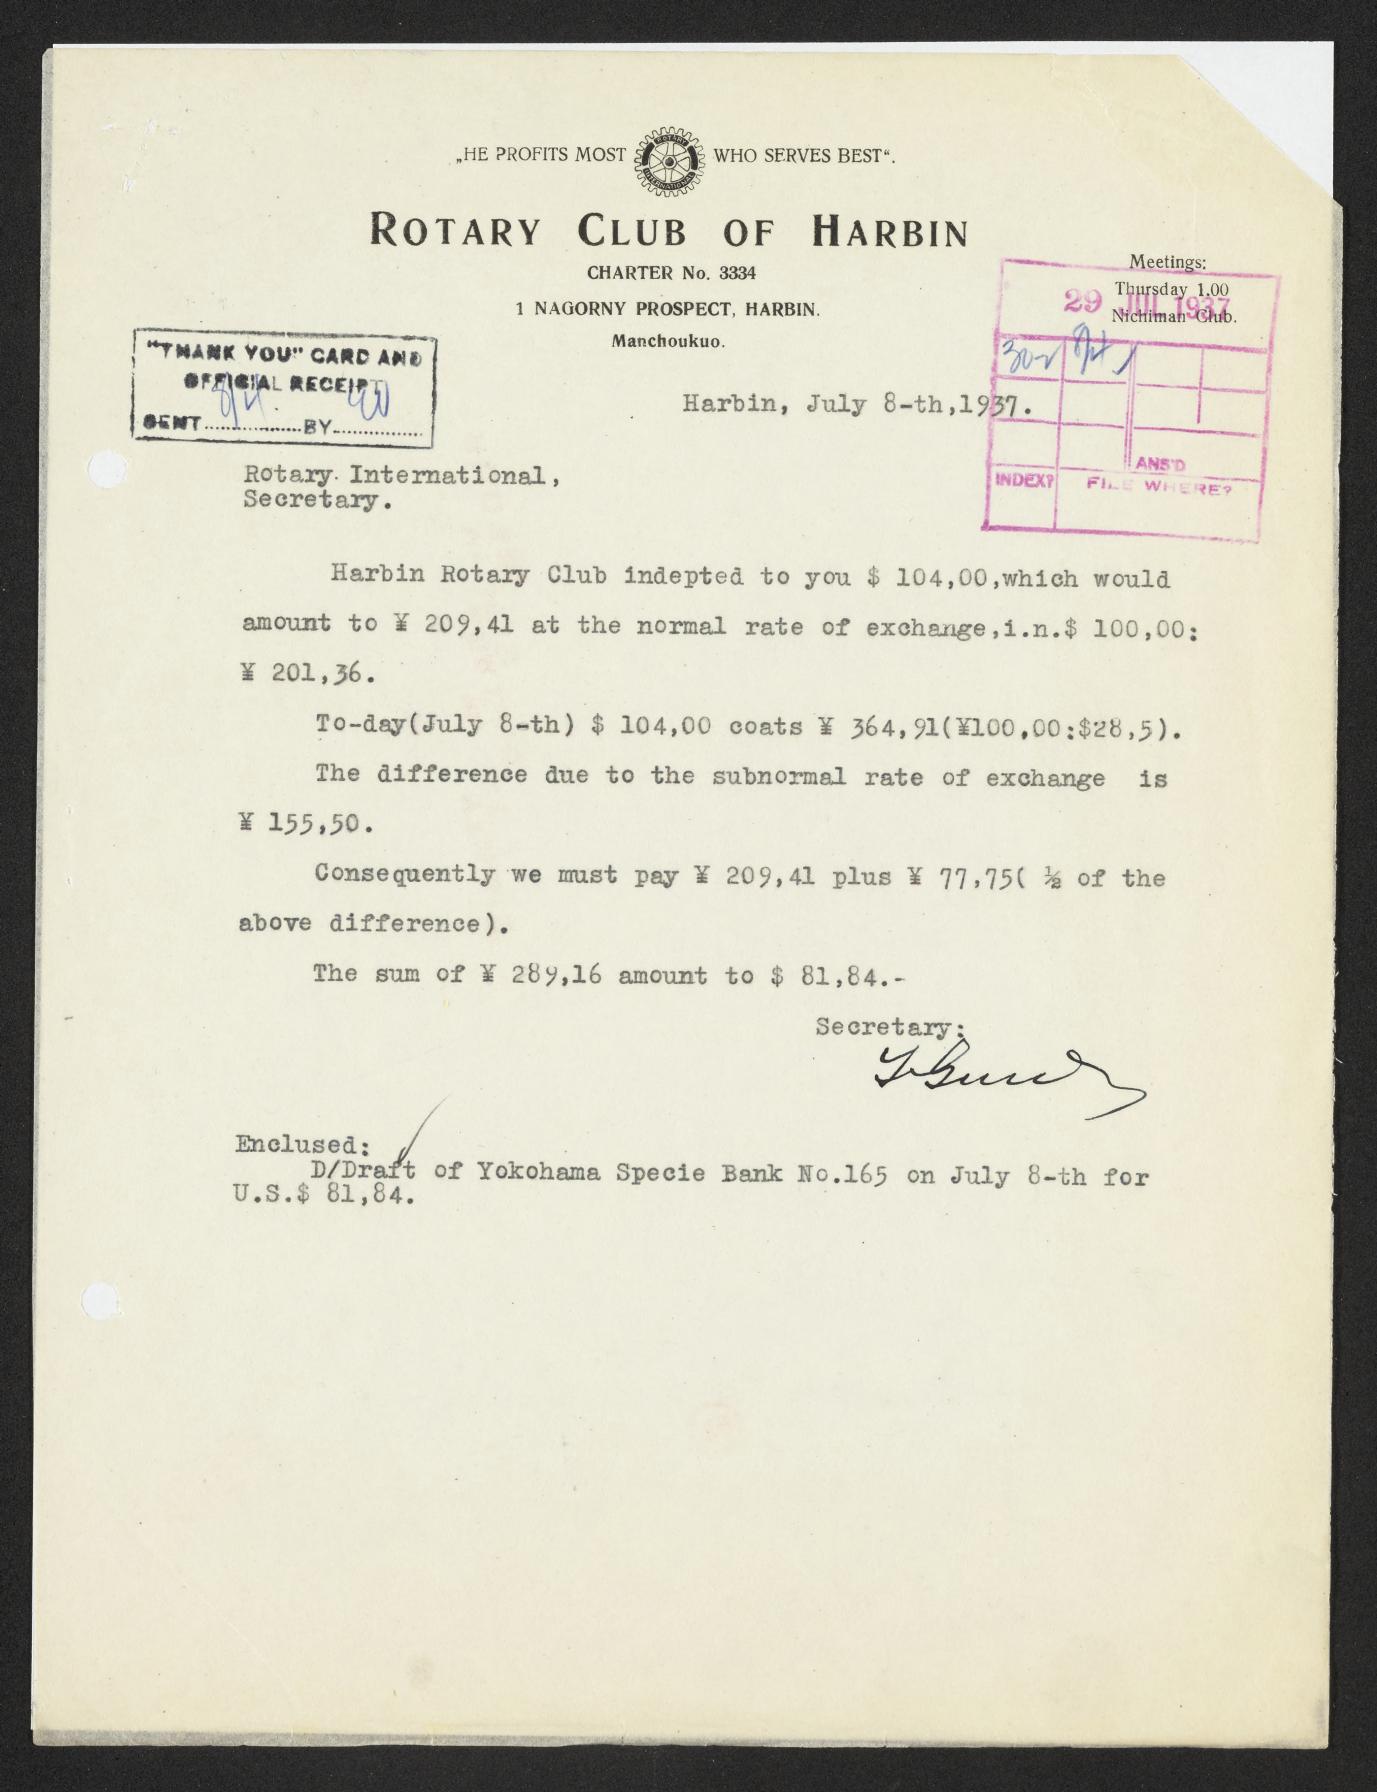 „HE PROFITS MOST ROTARY INTERNATIONAL WHO SERVES BEST“.
ROTARY CLUB OF HARBIN
CHARTER No. 3334
1 NAGORNY PROSPECT, HARBIN.
Manchoukuo.
Meetings:
Thursday 1.00
Nichiman Club.
29 JUL 1937
302 8/4
ANS'D
INDEX? FILE WHERE?
"THANK YOU" CARD AND
OFFICIAL RECEIPT
SENT 8/4 BY
Harbin, July 8-th,1937.
Rotary International,
Secretary.
Harbin Rotary Club indepted to you $ 104,00,which would
amount to ¥ 209,41 at the normal rate of exchange,i.n.$ 100,00:
¥ 201,36.
To-day(July 8-th) $ 104,00 coats ¥ 364,91(¥100,00:$28,5).
The difference due to the subnormal rate of exchange is
¥ 155,50.
Consequently we must pay ¥ 209,41 plus ¥ 77,75( ½ of the
above difference).
The sum of ¥ 289,16 amount to $ 81,84.-
Secretary:
Enclused:
D/Draft of Yokohama Specie Bank No.165 on July 8-th for
U.S.$ 81,84.